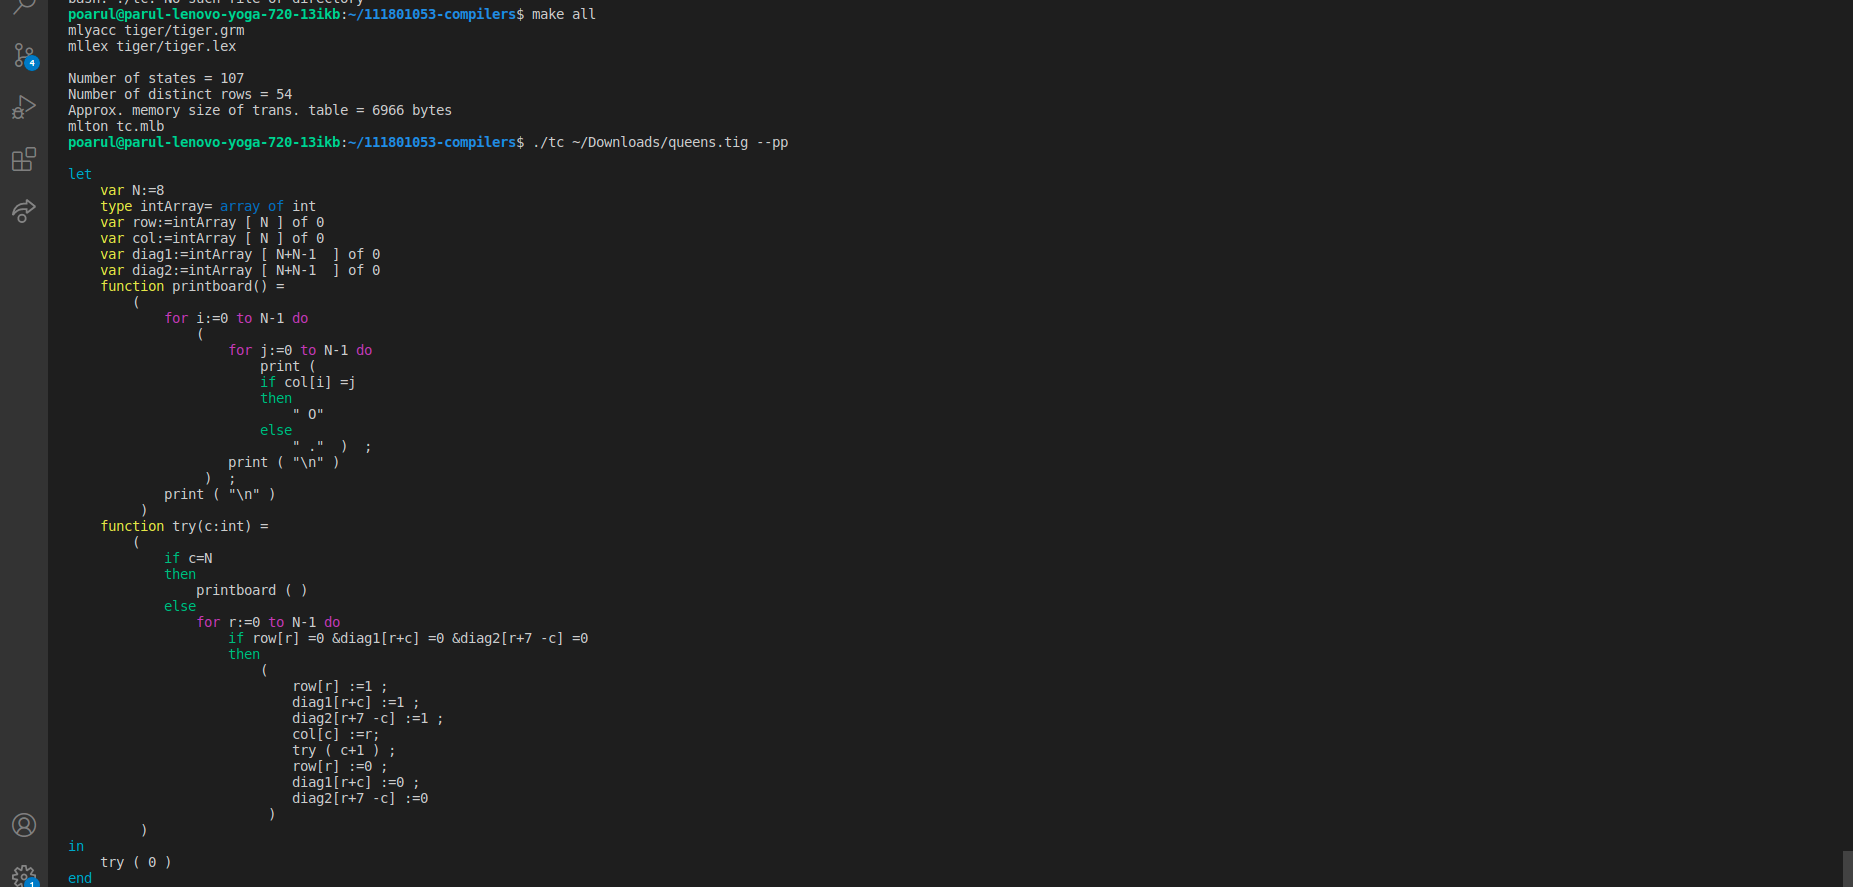 bash: ./tc: No such file or directory
poarul@parul-lenovo-yoga-720-13ikb:~/111801053-compilers$ make all
mlyacc tiger/tiger.grm
mllex tiger/tiger.lex
Number of states = 107
Number of distinct rows = 54
Approx. memory size of trans. table = 6966 bytes
mlton tc.mlb
poarul@parul-lenovo-yoga-720-13ikb:~/111801053-compilers$ ./tc ~/Downloads/queens.tig --pp
let
    var N:=8
    type intArray= array of int
    var row:=intArray [ N ] of 0
    var col:=intArray [ N ] of 0
    var diag1:=intArray [ N+N-1  ] of 0
    var diag2:=intArray [ N+N-1  ] of 0
    function printboard() =
        (
            for i:=0 to N-1 do
                (
                    for j:=0 to N-1 do
                        print (
                        if col[i] =j
                        then
                            " O"
                        else
                            " ."  )  ;
                    print ( "\n" )
                 )  ;
            print ( "\n" )
         )
    function try(c:int) =
        (
            if c=N
            then
                printboard ( )
            else
                for r:=0 to N-1 do
                    if row[r] =0 &diag1[r+c] =0 &diag2[r+7 -c] =0
                    then
                        (
                            row[r] :=1 ;
                            diag1[r+c] :=1 ;
                            diag2[r+7 -c] :=1 ;
                            col[c] :=r;
                            try ( c+1 ) ;
                            row[r] :=0 ;
                            diag1[r+c] :=0 ;
                            diag2[r+7 -c] :=0
                         )
         )
in
    try ( 0 )
end
4
1